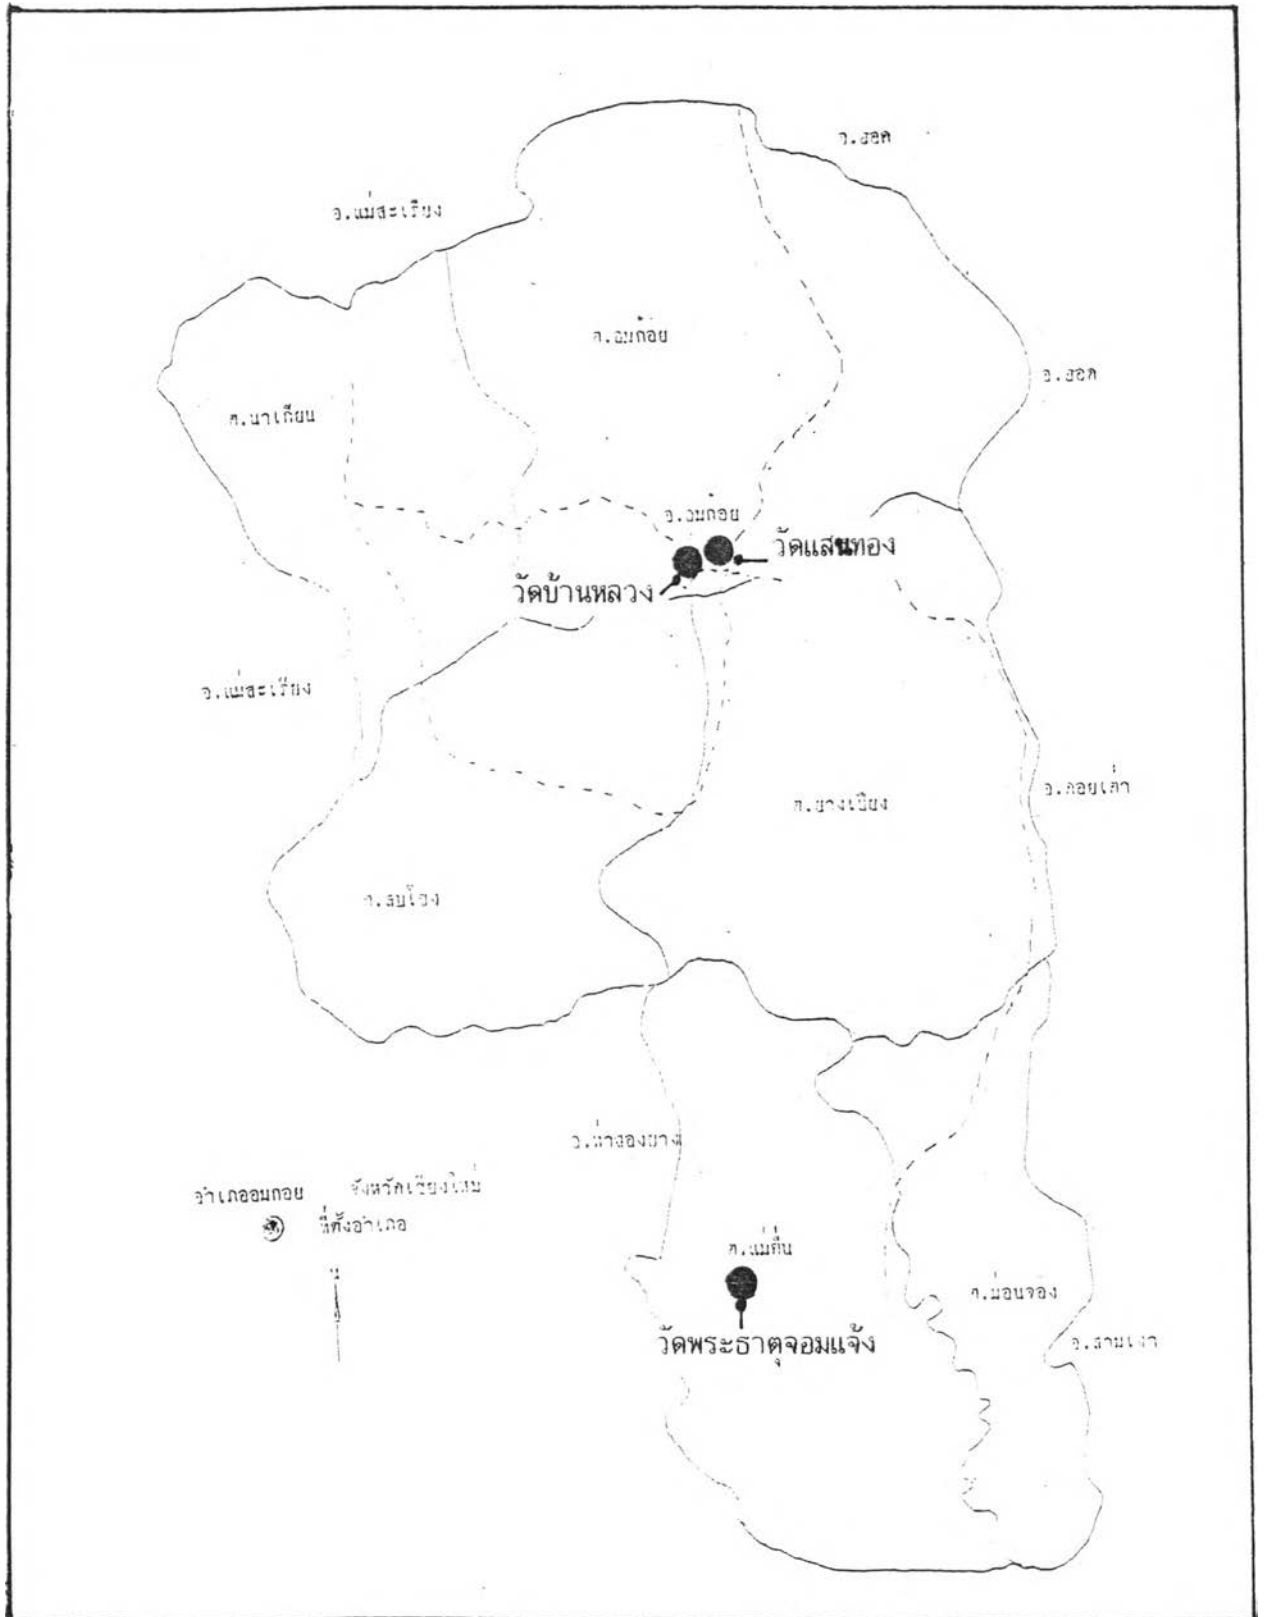 อ.ฮอด
อ.แม่สะเรียง
ต.อมก๋อย
อ.ฮอด
ต.นาเกียน
อ.อมก๋อย
วัดแสนทอง
วัดบ้านหลวง
อ.แม่สะเรียง
อ.ดอยเต่า
ต.ยางเปียง
ต.สบโขง
อ.ท่าสองยาง
อำเภออมกอย จังหวัดเชียงใหม่
ที่ตั้งอำเภอ
น
ต.แม่ตื่น
ต.ม่อนจอง
วัดพระธาตุจอมแจ้ง
อ.สามเงา